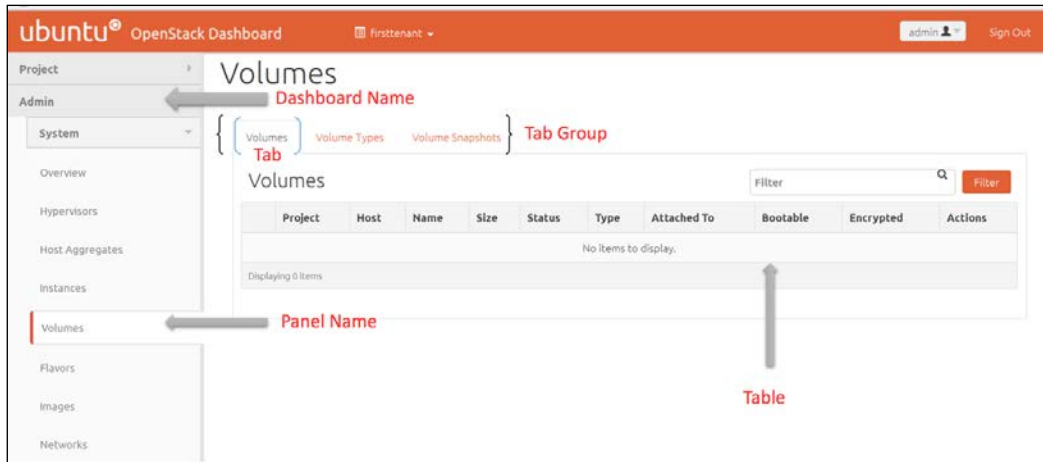 ubuntu® OpenStack Dashboard firsttenant admin Sign Out
Project
Admin
System
Overview
Hypervisors
Host Aggregates
Instances
Volumes
Flavors
Images
Networks
Volumes
Dashboard Name
Volumes Volume Types Volume Snapshots Tab Group
Tab
Volumes Filter Filter
Project Host Name Size Status Type Attached To Bootable Encrypted Actions
No items to display.
Displaying 0 items
Panel Name
Table